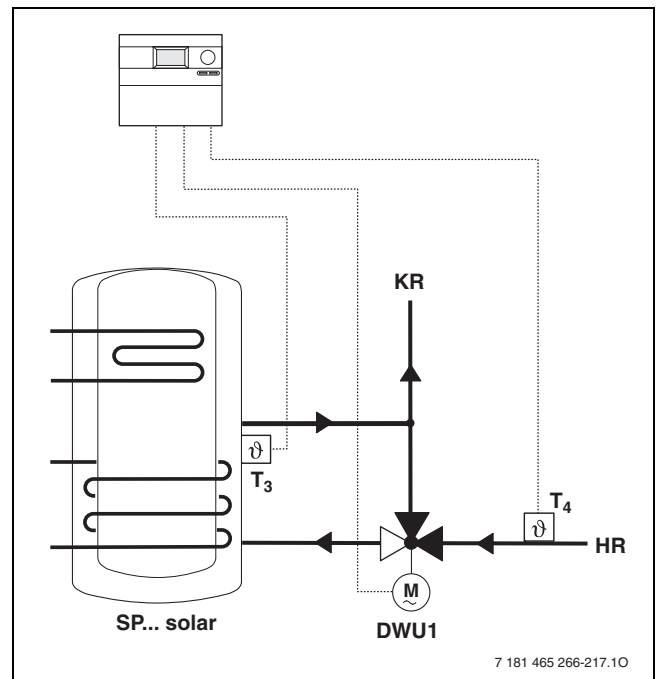 KR
ϑ
T₃
T₄
ϑ
HR
M
~
SP... solar
DWU1
7 181 465 266-217.1O